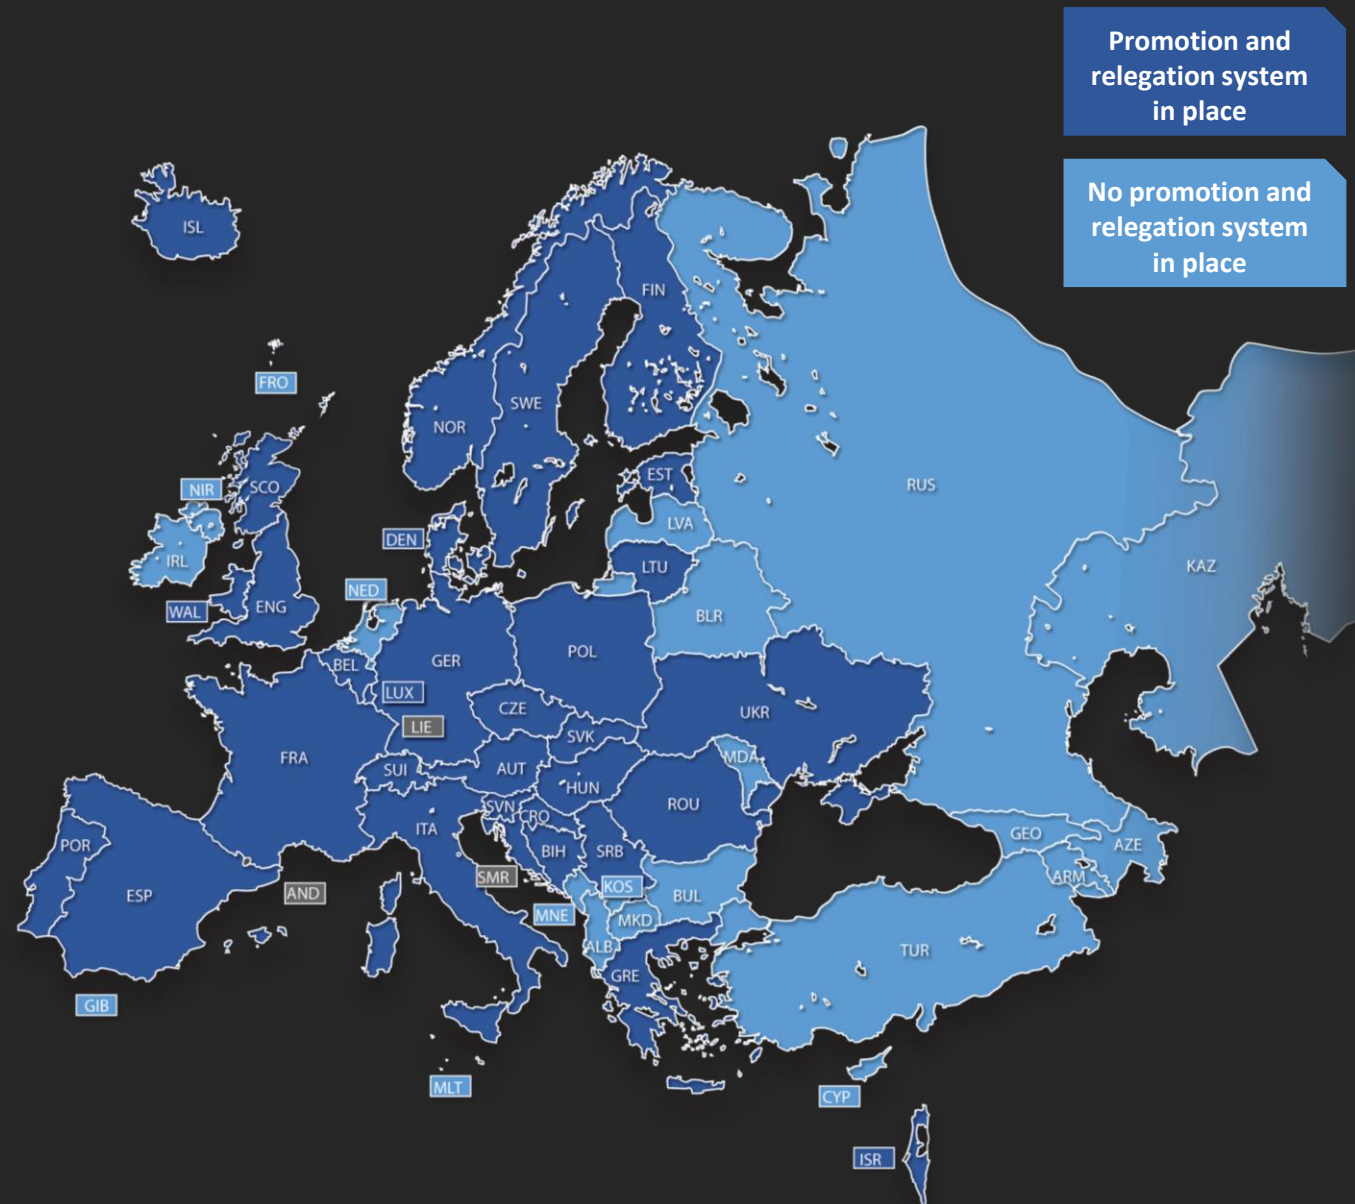 Promotion and
relegation system
in place
No promotion and
relegation system
in place
ISL
FIN
FRO
SWE
NOR
EST
RUS
SCO
NIR
LVA
DEN
IRL
LTU
KAZ
NED
WAL
ENG
BLR
POL
GER
BEL
LUX
CZE
UKR
LIE
SVK
FRA
MDA
SUI
AUT
HUN
ROU
SVN
CRO
ITA
GEO
POR
BIH
SRB
AZE
SMR
ARM
KOS
AND
ESP
BUL
MNE
MKD
ALB
TUR
GRE
GIB
MLT
CYP
ISR